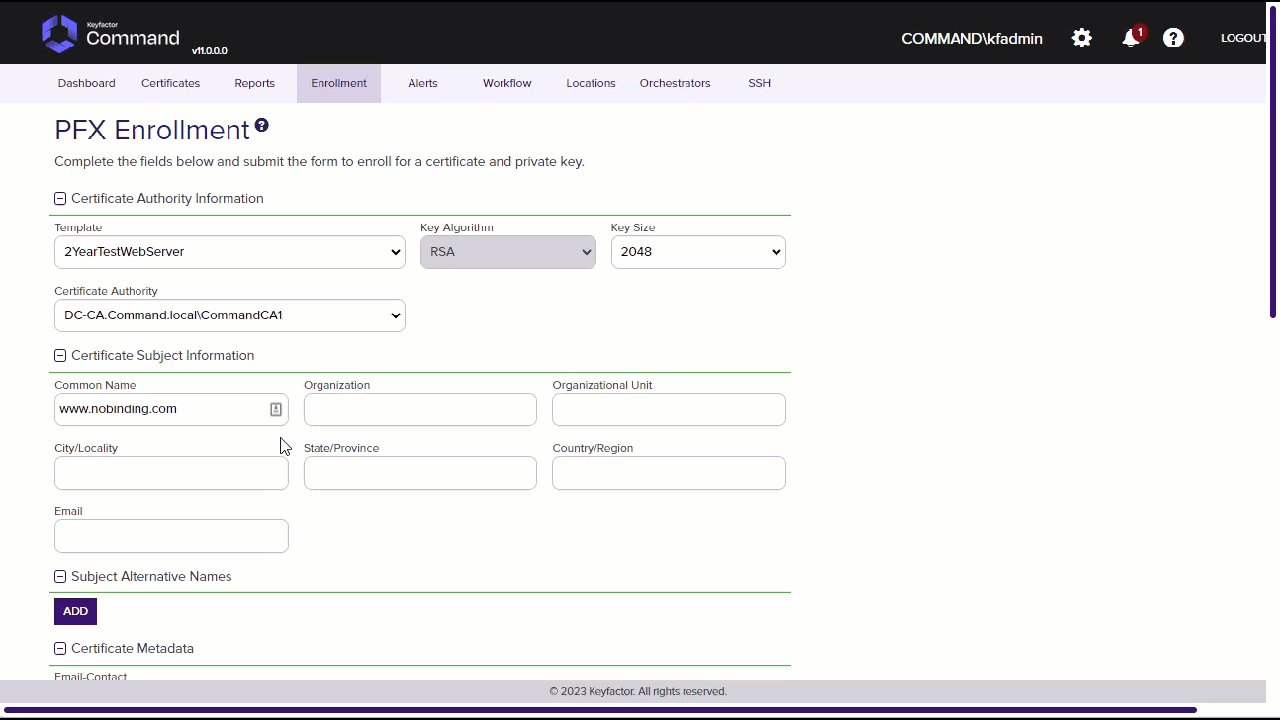 Keyfactor
Command
v11.0.0.0
COMMAND\kfadmin
1
?
LOGOUT
Dashboard
Certificates
Reports
Enrollment
Alerts
Workflow
Locations
Orchestrators
SSH
PFX Enrollment ?
Complete the fields below and submit the form to enroll for a certificate and private key.
Certificate Authority Information
Template
Key Algorithm
Key Size
2YearTestWebServer
RSA
2048
Certificate Authority
DC-CA.Command.local\CommandCA1
Certificate Subject Information
Common Name
Organization
Organizational Unit
www.nobinding.com
City/Locality
State/Province
Country/Region
Email
Subject Alternative Names
ADD
Certificate Metadata
Email-Contact
© 2023 Keyfactor. All rights reserved.